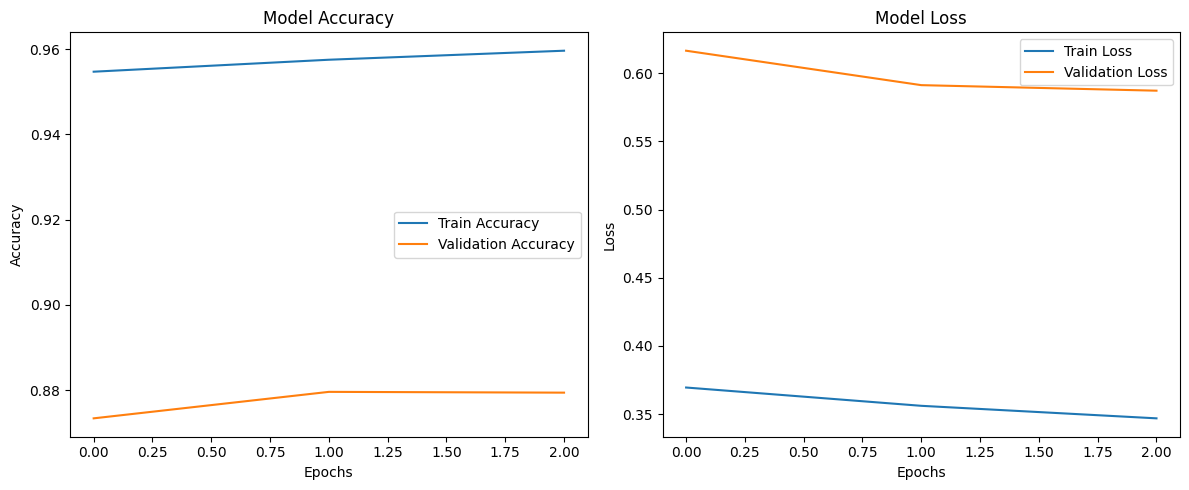 Model Accuracy
0.96
0.94
0.92
0.90
0.88
Accuracy
Train Accuracy
Validation Accuracy
0.00 0.25 0.50 0.75 1.00 1.25 1.50 1.75 2.00
Epochs
Model Loss
Train Loss
Validation Loss
0.60
0.55
0.50
0.45
0.40
0.35
Loss
0.00 0.25 0.50 0.75 1.00 1.25 1.50 1.75 2.00
Epochs